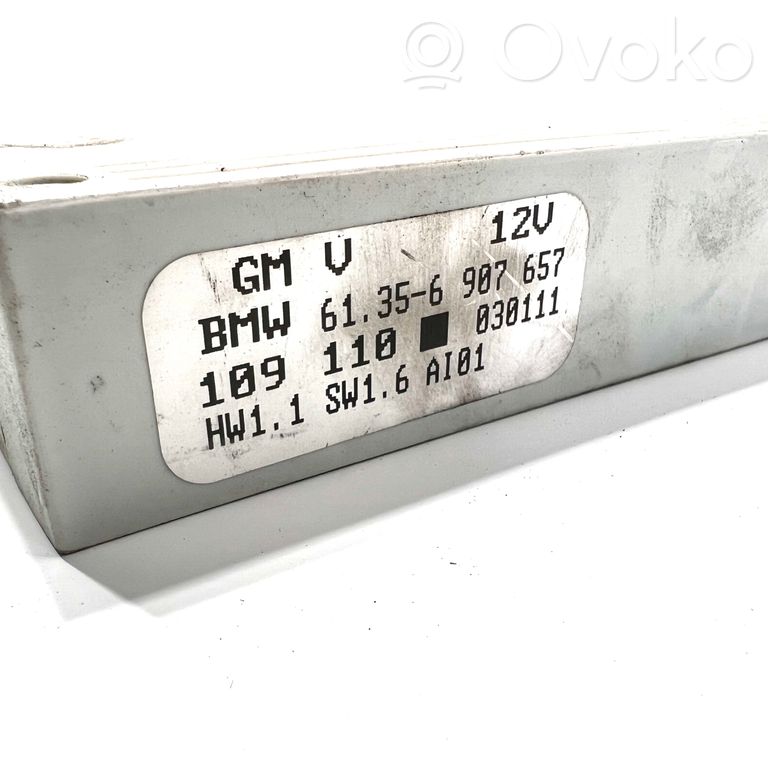 Ovoko
GM V 12V
BMW 61.35-6 907 657
109 110 030111
HW1.1 SW1.6 AI01